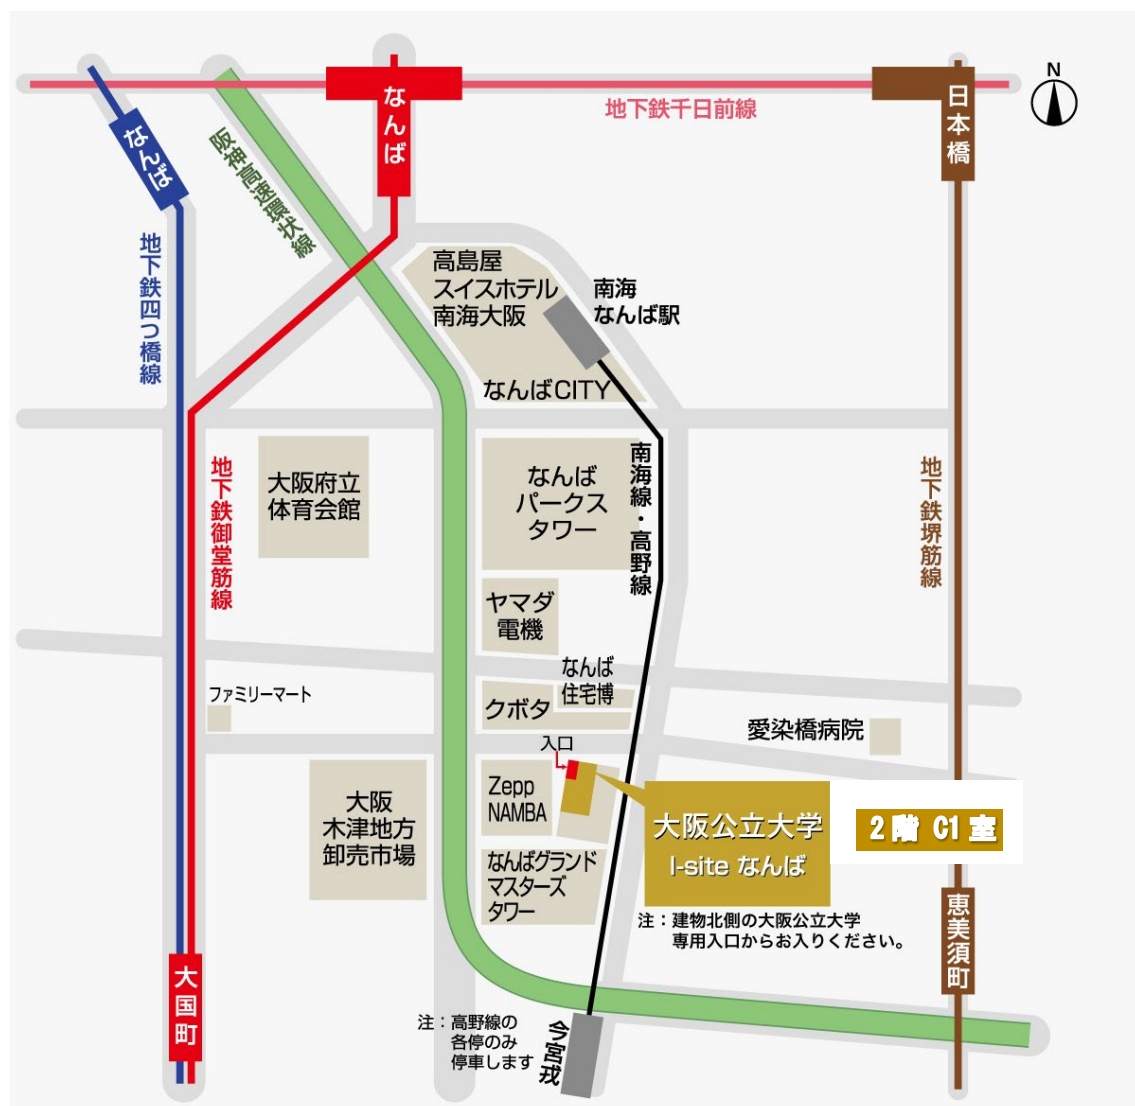 N
なんば
なんば
日本橋
地下鉄千日前線
阪神高速環状線
地下鉄四つ橋線
高島屋
スイスホテル
南海大阪
南海
なんば駅
なんばCITY
地下鉄御堂筋線
大阪府立
体育会館
なんば
パークス
タワー
南海線・高野線
地下鉄堺筋線
ヤマダ
電機
なんば
住宅博
クボタ
ファミリーマート
愛染橋病院
入口
Zepp
NAMBA
大阪
木津地方
卸売市場
大阪公立大学
I-site なんば
2階 C1 室
なんばグランド
マスターズ
タワー
注：建物北側の大阪公立大学
専用入口からお入りください。
恵美須町
大国町
注：高野線の
各停のみ
停車します
今宮戎